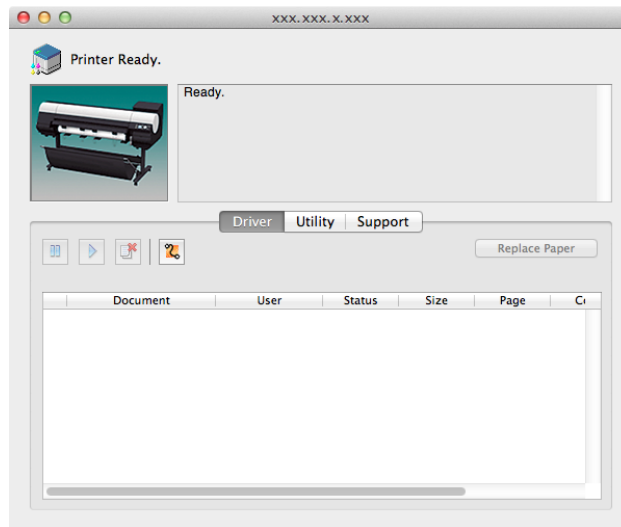 xxx.xxx.x.xxx
Printer Ready.
Ready.
Driver Utility Support
Replace Paper
Document User Status Size Page